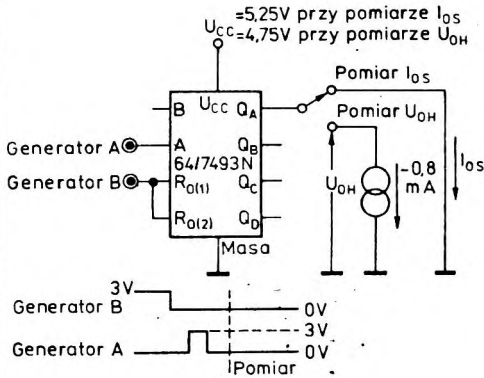 =5,25V przy pomiarze I_OS
U_CC =4,75V przy pomiarze U_OH
Pomiar I_OS
B U_CC Q_A
Pomiar U_OH
Generator A A Q_B
64/7493N
Generator B R_O(1) Q_C
U_OH -0,8 mA I_OS
R_O(2) Q_D
Masa
3V
Generator B 0V
3V
Generator A 0V
Pomiar